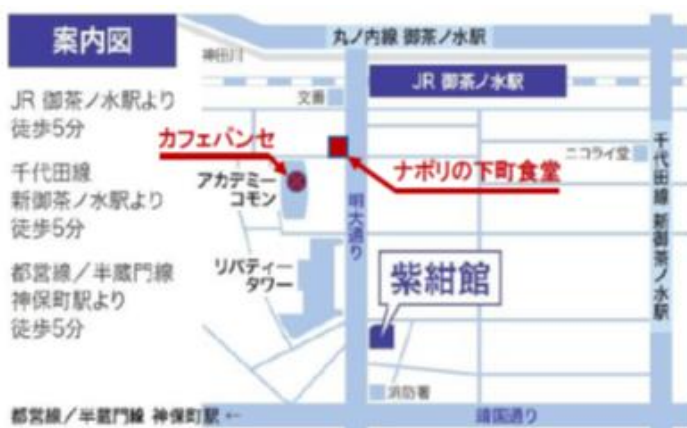 案内図
JR 御茶ノ水駅より
徒歩5分
千代田線
新御茶ノ水駅より
徒歩5分
都営線/半蔵門線
神保町駅より
徒歩5分
丸ノ内線 御茶ノ水駅
神田川
JR 御茶ノ水駅
交番
カフェパンセ
アカデミー
コモン
ナポリの下町食堂
ニコライ堂
千代田線 新御茶ノ水駅
明大通り
リバティー
タワー
紫紺館
消防署
都営線/半蔵門線 神保町駅 ←
靖国通り